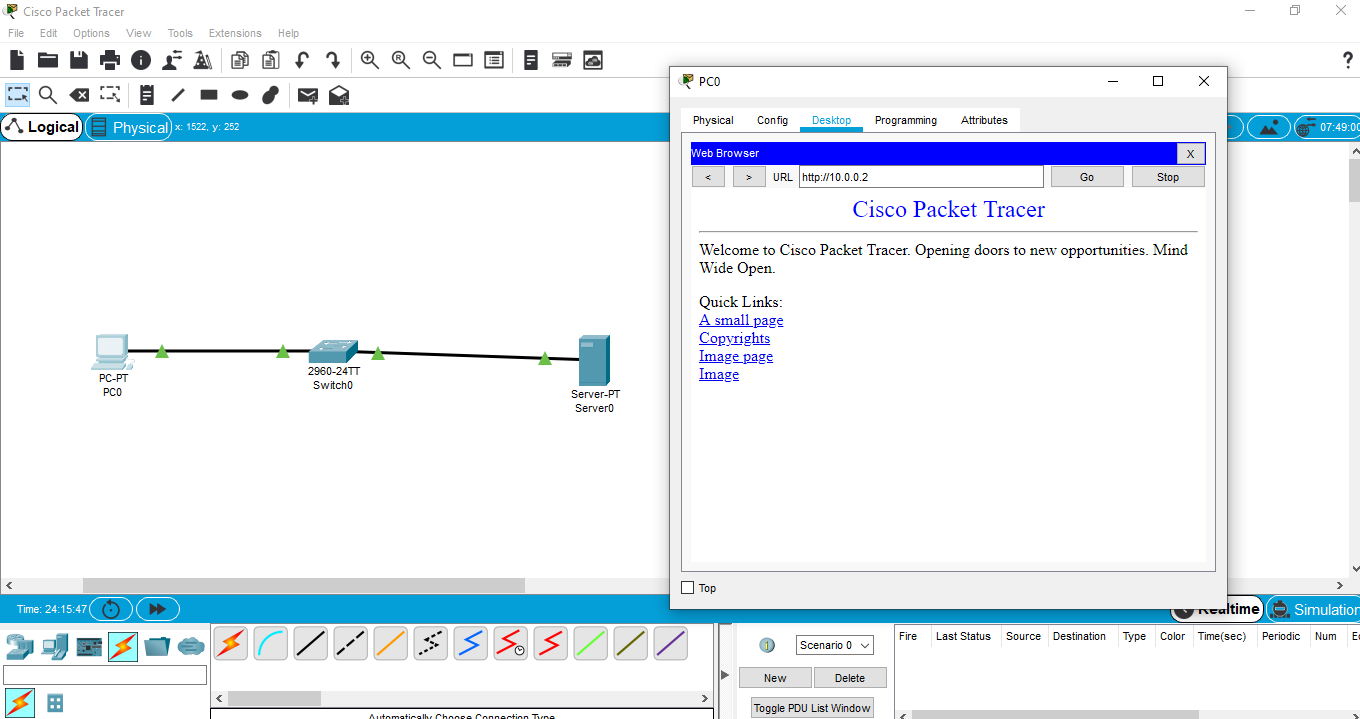 Cisco Packet Tracer
File Edit Options View Tools Extensions Help
Logical Physical x: 1522, y: 252
07:49:00
PC0
Physical Config Desktop Programming Attributes
Web Browser X
< > URL http://10.0.0.2 Go Stop
Cisco Packet Tracer
Welcome to Cisco Packet Tracer. Opening doors to new opportunities. Mind
Wide Open.
Quick Links:
A small page
Copyrights
Image page
Image
Top
PC-PT
PC0
2960-24TT
Switch0
Server-PT
Server0
Time: 24:15:47
Realtime Simulation
Scenario 0
New Delete
Toggle PDU List Window
Fire Last Status Source Destination Type Color Time(sec) Periodic Num
Automatically Choose Connection Type